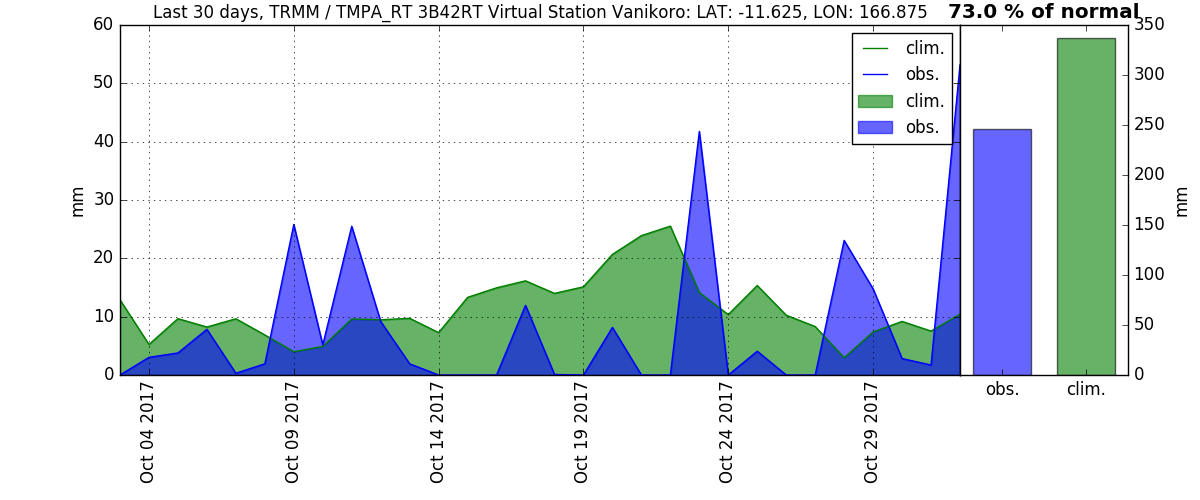 Last 30 days, TRMM / TMPA_RT 3B42RT Virtual Station Vanikoro: LAT: -11.625, LON: 166.875
73.0 % of normal
60
50
40
30
20
10
0
mm
clim.
obs.
clim.
obs.
Oct 04 2017
Oct 09 2017
Oct 14 2017
Oct 19 2017
Oct 24 2017
Oct 29 2017
350
300
250
200
150
100
50
0
mm
obs.
clim.